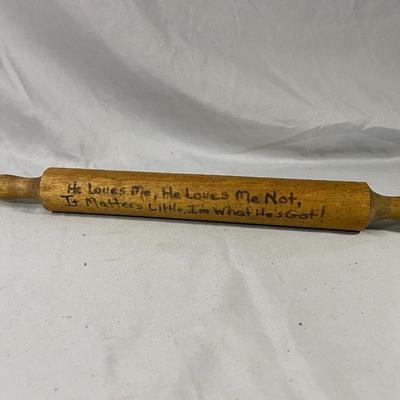 He Loves Me, He Loves Me Not,
It Matters Little, I'm What He's Got!